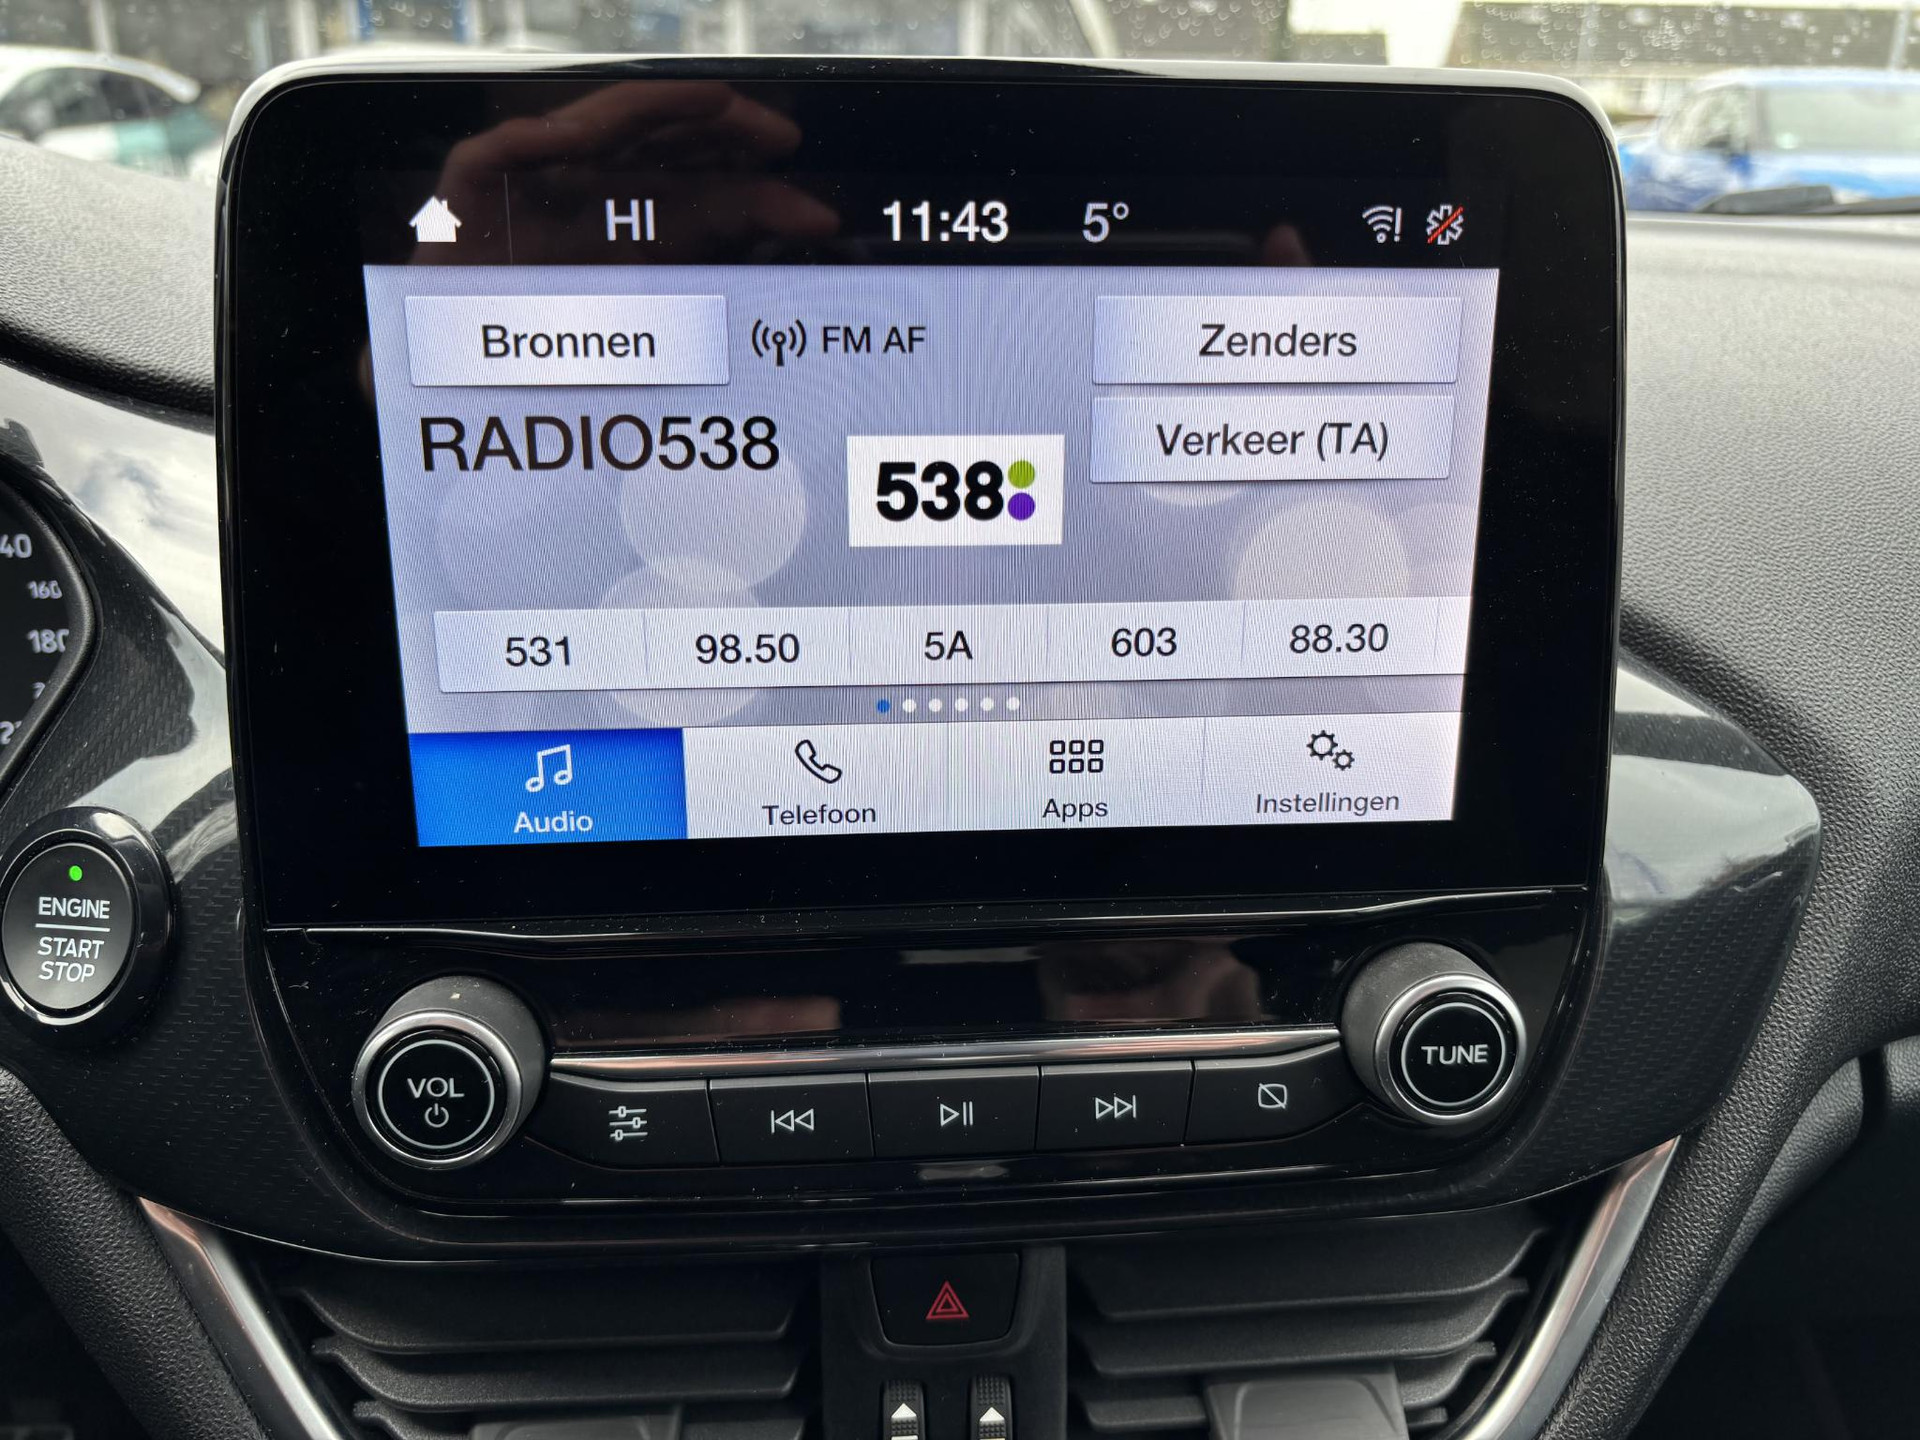 HI 11:43 5°
Bronnen FM AF Zenders
RADIO538
538
Verkeer (TA)
531 98.50 5A 603 88.30
Audio Telefoon Apps Instellingen
160
ENGINE
START
STOP
VOL
TUNE